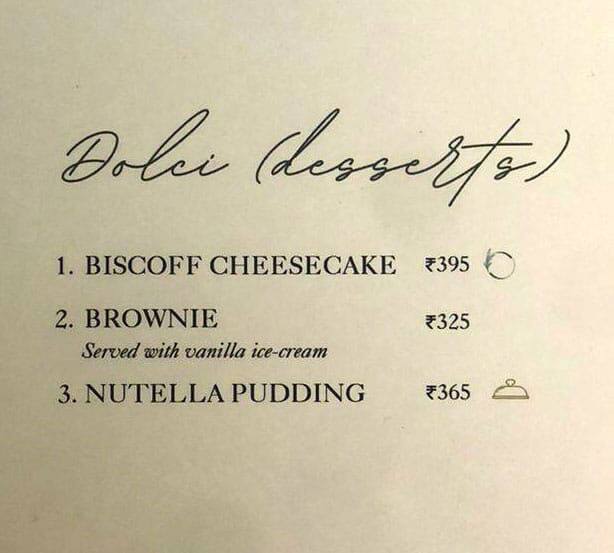 Dolci (desserts)
1. BISCOFF CHEESECAKE ₹395
2. BROWNIE ₹325
Served with vanilla ice-cream
3. NUTELLA PUDDING ₹365